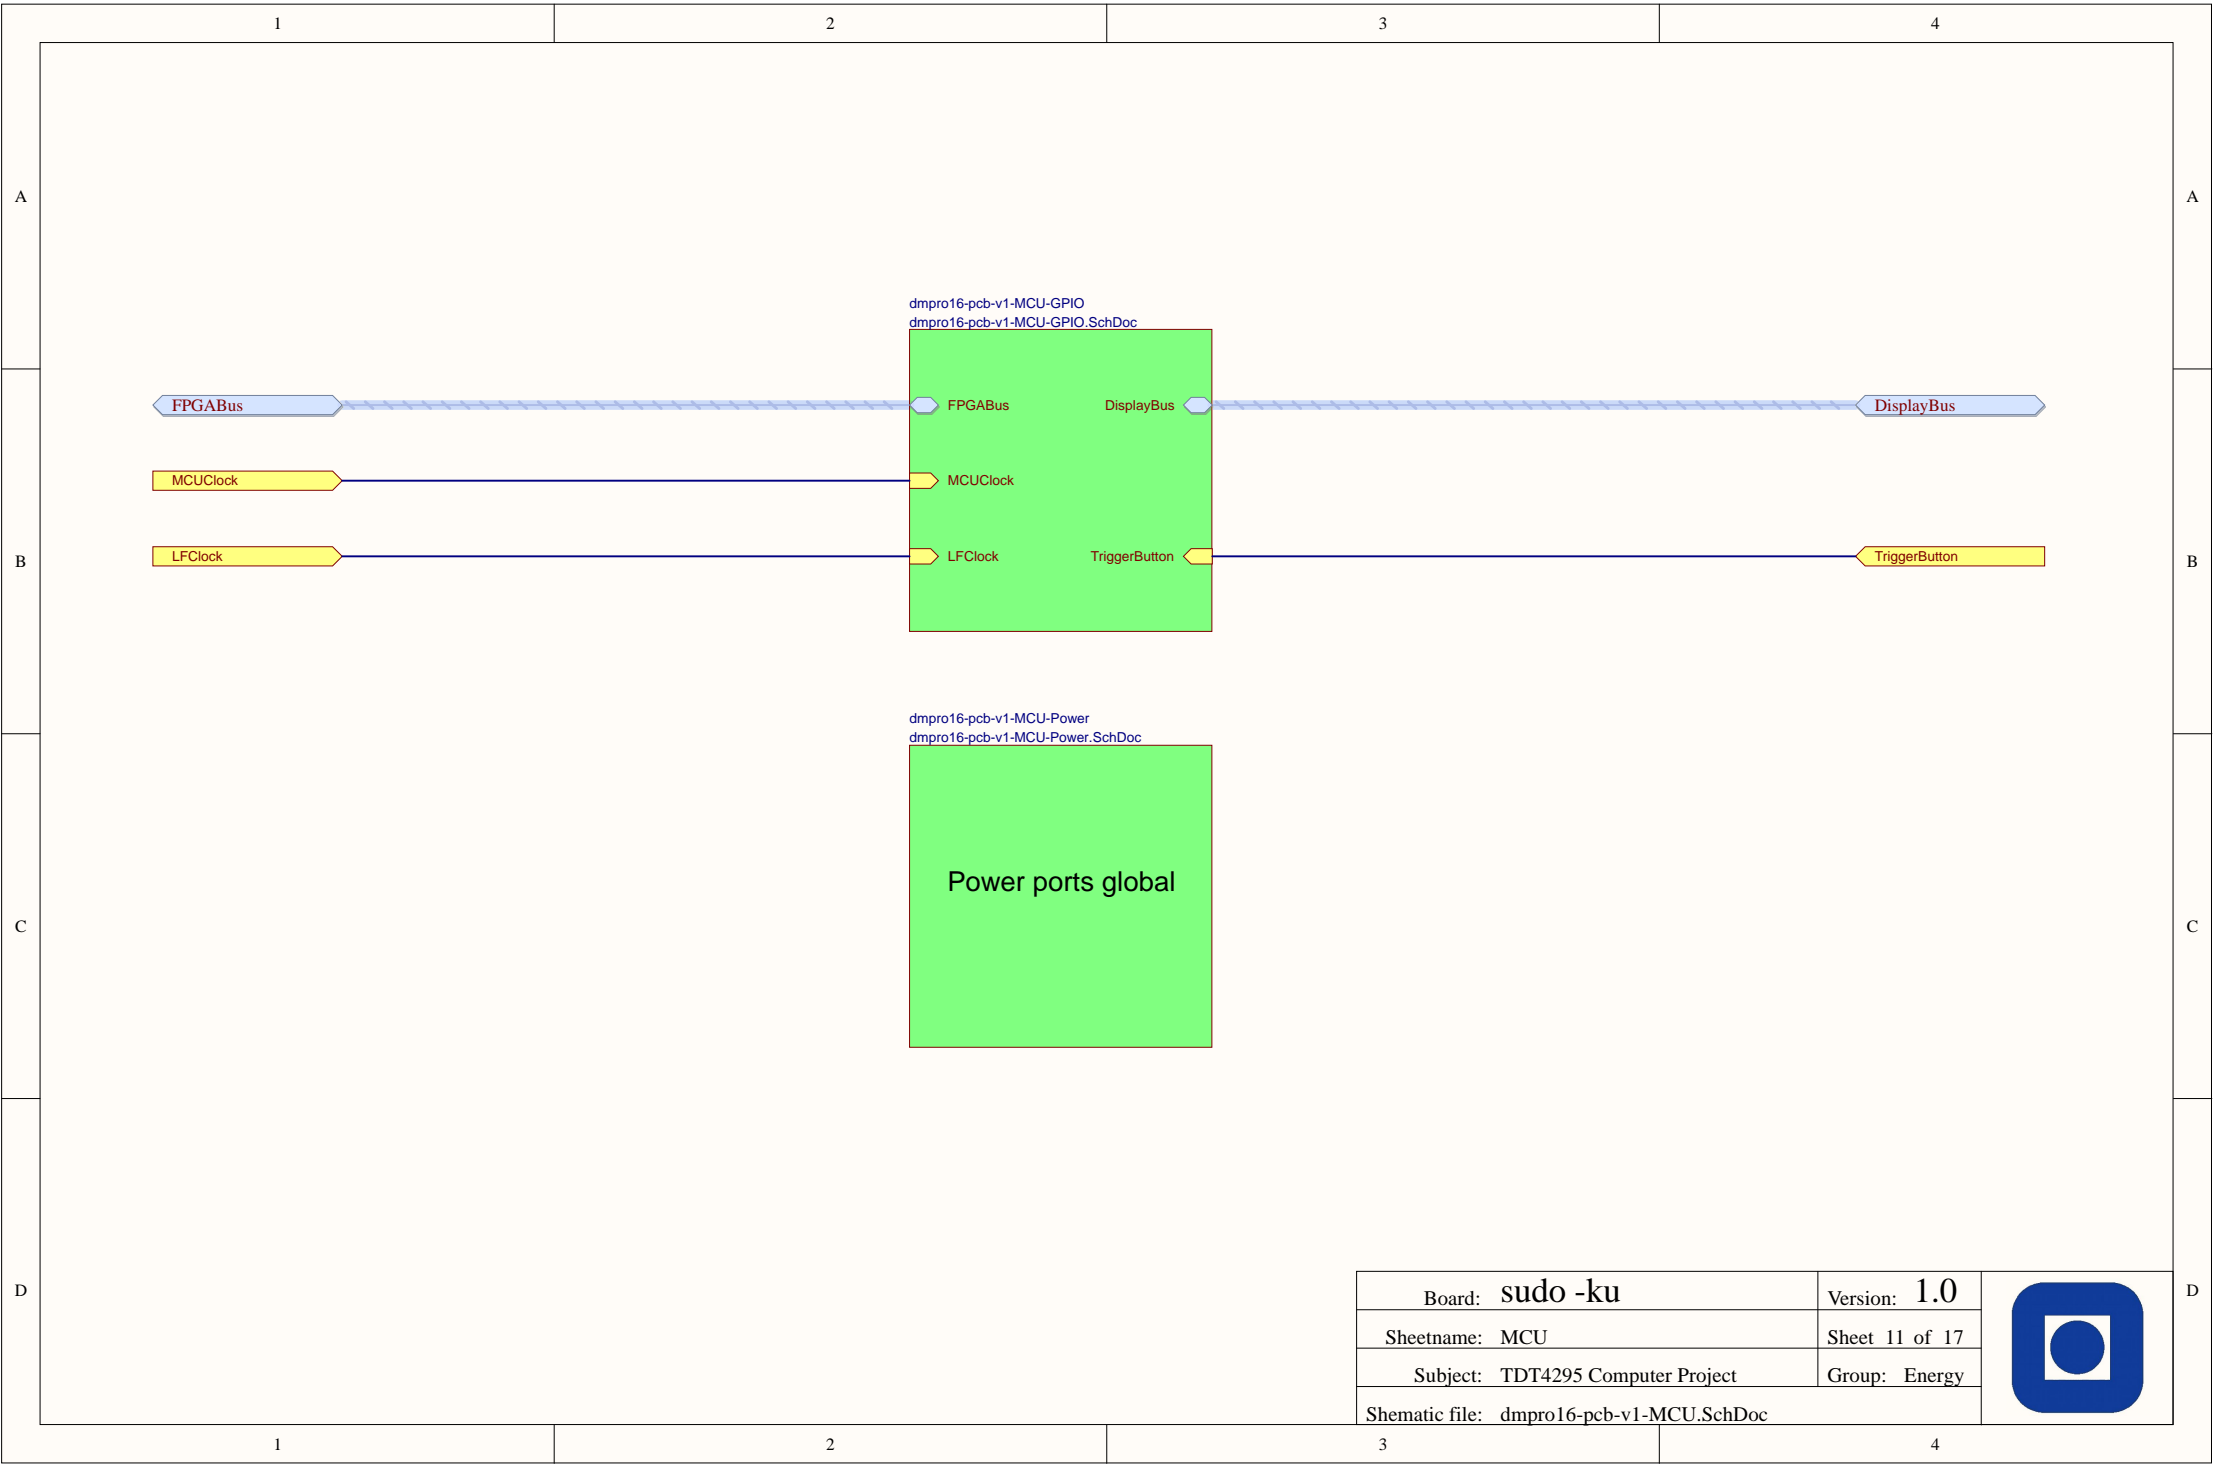 1 2 3 4
A A
dmpro16-pcb-v1-MCU-GPIO
dmpro16-pcb-v1-MCU-GPIO.SchDoc
FPGABus FPGABus DisplayBus DisplayBus
MCUClock MCUClock
LFClock LFClock TriggerButton TriggerButton
B B
dmpro16-pcb-v1-MCU-Power
dmpro16-pcb-v1-MCU-Power.SchDoc
Power ports global
C C
D D
Board: sudo -ku Version: 1.0
Sheetname: MCU Sheet 11 of 17
Subject: TDT4295 Computer Project Group: Energy
Shematic file: dmpro16-pcb-v1-MCU.SchDoc
1 2 3 4